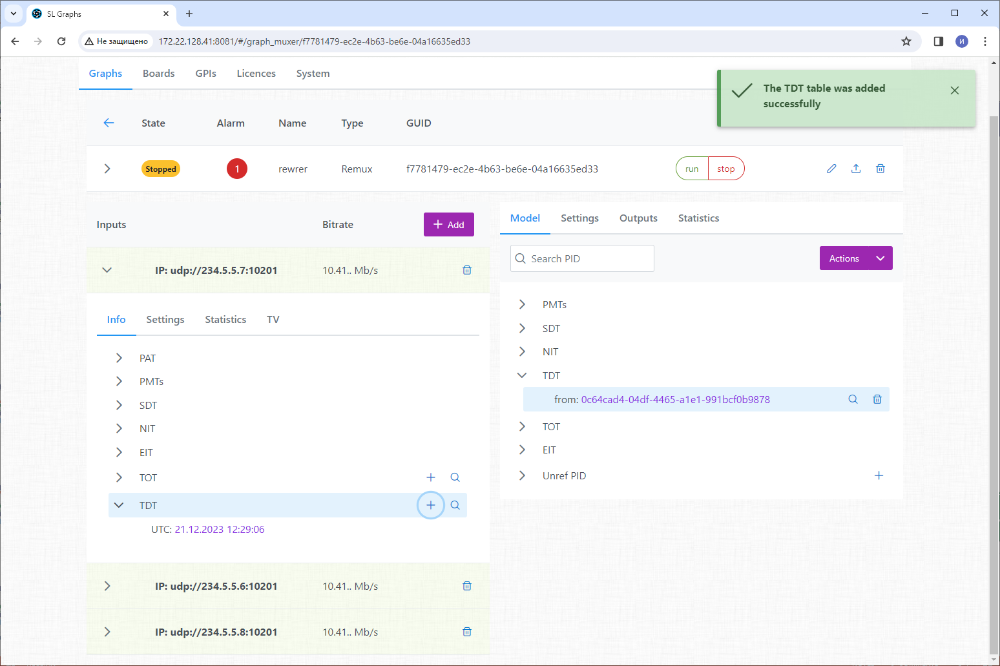 SL Graphs
Не защищено 172.22.128.41:8081/#/graph_muxer/f7781479-ec2e-4b63-be6e-04a16635ed33
И
Graphs Boards GPIs Licences System
The TDT table was added
successfully
State Alarm Name Type GUID
Stopped 1 rewrer Remux f7781479-ec2e-4b63-be6e-04a16635ed33 run stop
Inputs Bitrate Add
IP: udp://234.5.5.7:10201 10.41.. Mb/s
Info Settings Statistics TV
PAT
PMTs
SDT
NIT
EIT
TOT
TDT
UTC: 21.12.2023 12:29:06
IP: udp://234.5.5.6:10201 10.41.. Mb/s
IP: udp://234.5.5.8:10201 10.41.. Mb/s
Model Settings Outputs Statistics
Search PID Actions
PMTs
SDT
NIT
TDT
from: 0c64cad4-04df-4465-a1e1-991bcf0b9878
TOT
EIT
Unref PID